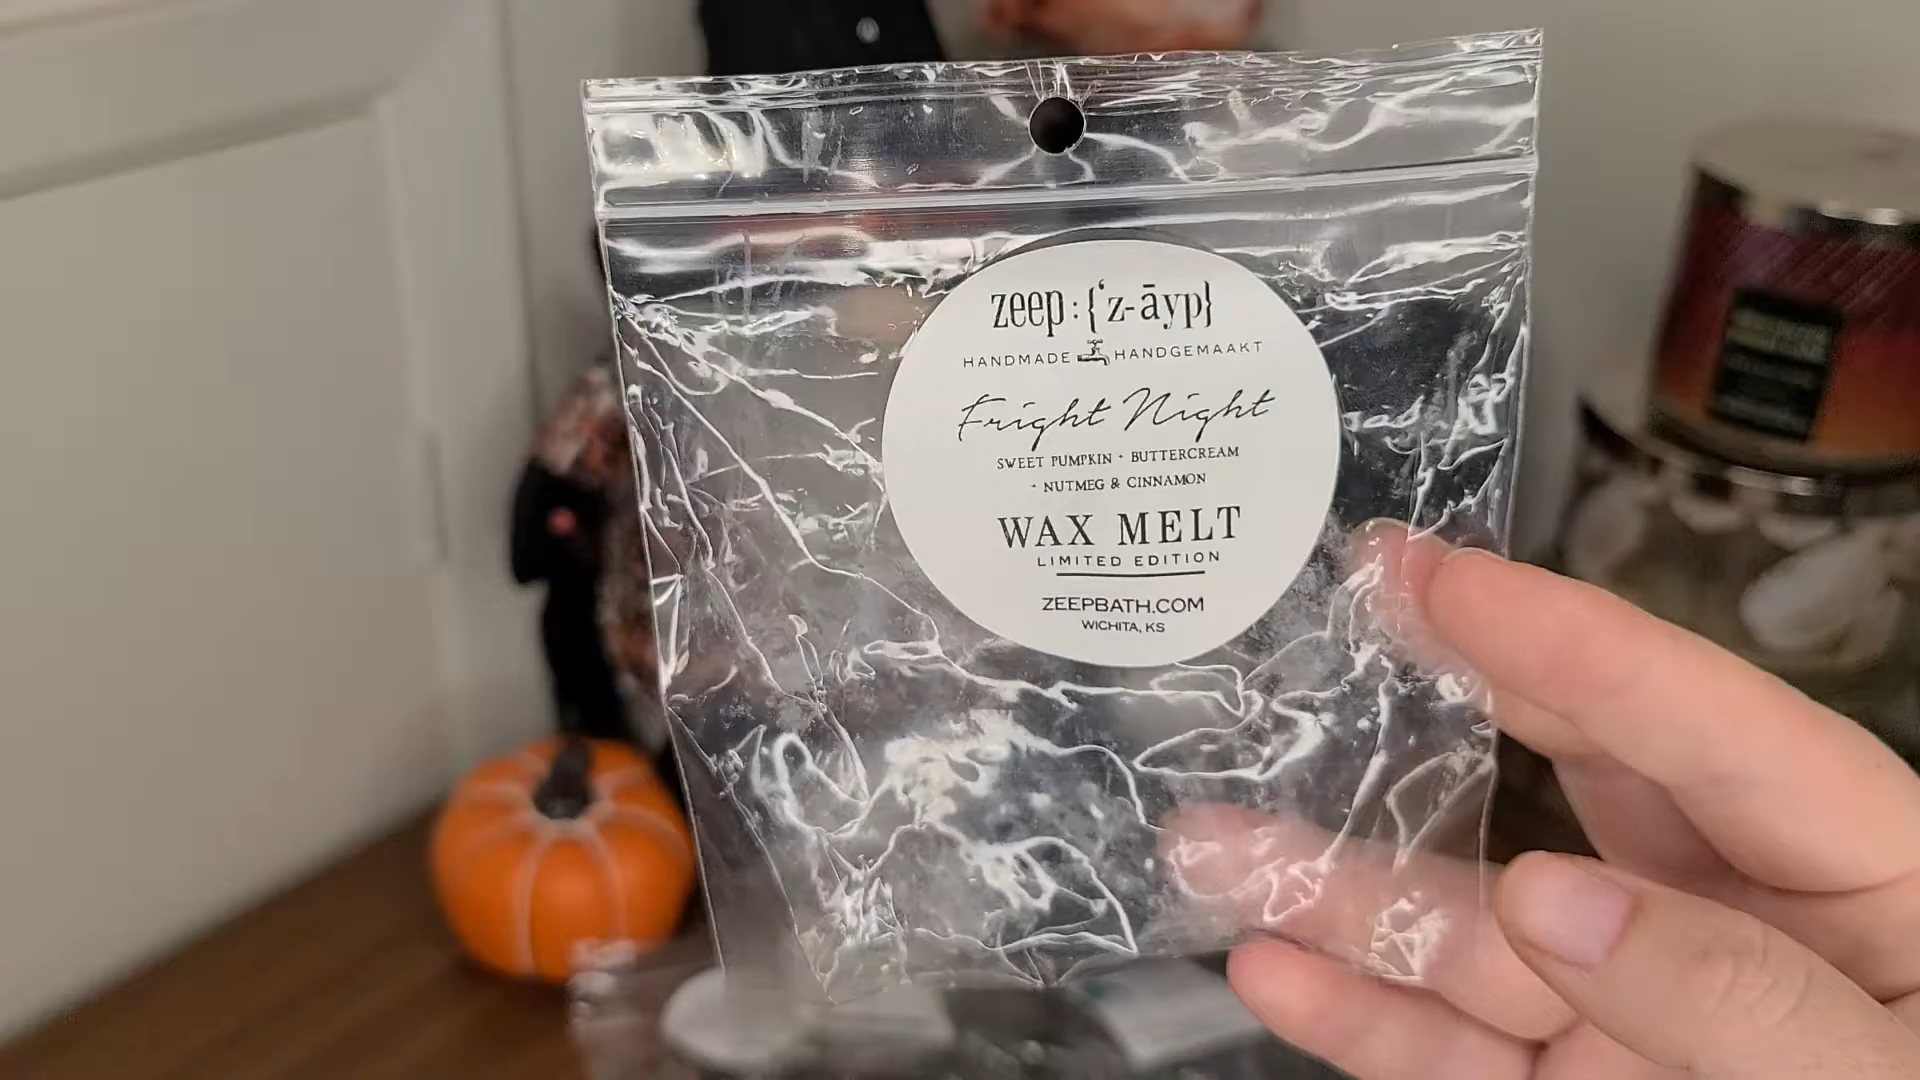 zeep:{'z-āyp}
HANDMADE HANDGEMAAKT
Fright Night
SWEET PUMPKIN + BUTTERCREAM
+ NUTMEG & CINNAMON
WAX MELT
LIMITED EDITION
ZEEPBATH.COM
WICHITA, KS